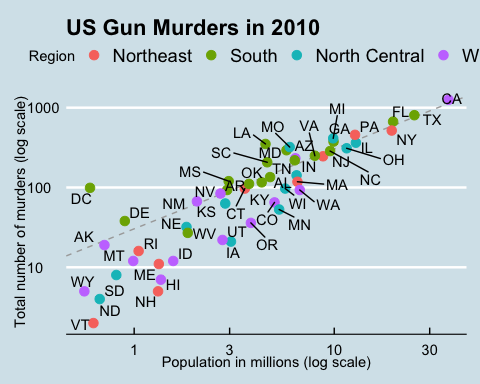 US Gun Murders in 2010
Region Northeast South North Central W
Total number of murders (log scale)
1000
100
10
CA
MI
FL
TX
VA
GA
PA
NY
MO
LA
AZ
IL
MD
OH
SC
NJ
TN
IN
NC
MS
OK
AL
MA
AR
DC
NV
KY
WI
WA
NM
KS
CT
CO
MN
DE
NE
WV
UT
OR
AK
RI
IA
MT
ID
ME
HI
WY
SD
NH
ND
VT
1
3
10
30
Population in millions (log scale)